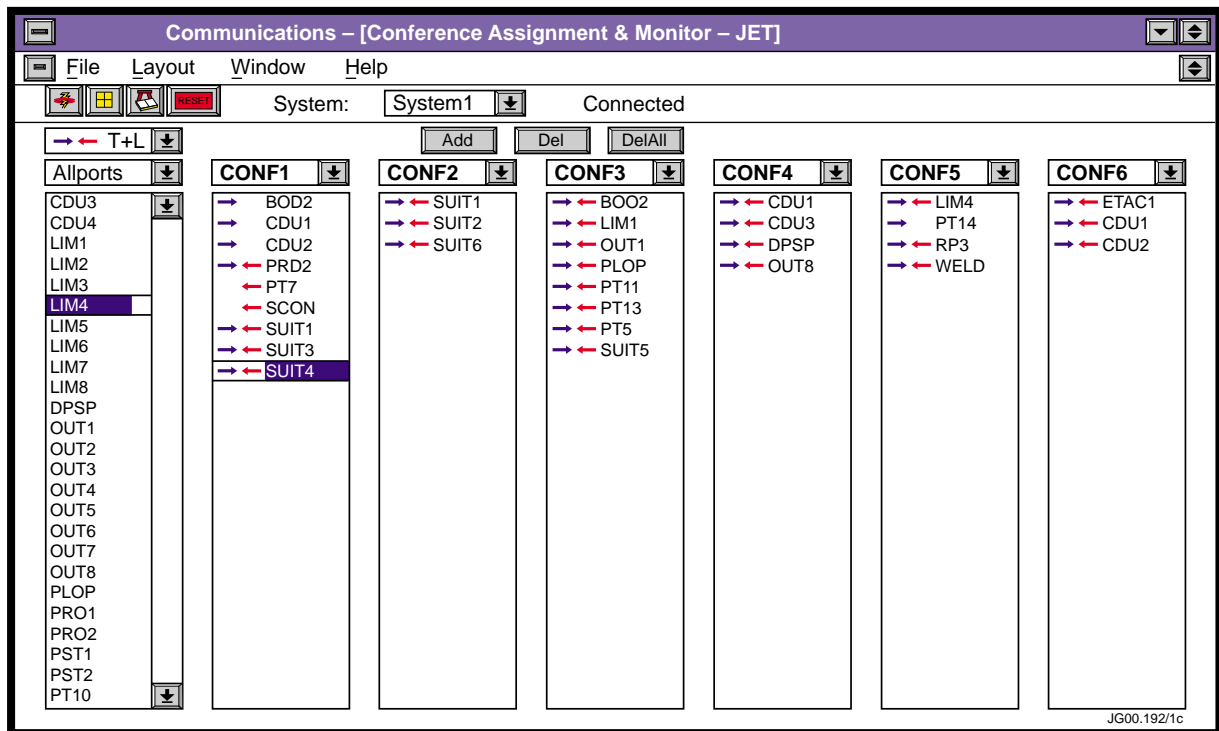 Communications – [Conference Assignment & Monitor – JET]
File Layout Window Help
RESET System: System1 Connected
T+L Add Del DelAll
Allports CONF1 CONF2 CONF3 CONF4 CONF5 CONF6
CDU3
CDU4
LIM1
LIM2
LIM3
LIM4
LIM5
LIM6
LIM7
LIM8
DPSP
OUT1
OUT2
OUT3
OUT4
OUT5
OUT6
OUT7
OUT8
PLOP
PRO1
PRO2
PST1
PST2
PT10
BOD2
CDU1
CDU2
PRD2
PT7
SCON
SUIT1
SUIT3
SUIT4
SUIT1
SUIT2
SUIT6
BOO2
LIM1
OUT1
PLOP
PT11
PT13
PT5
SUIT5
CDU1
CDU3
DPSP
OUT8
LIM4
PT14
RP3
WELD
ETAC1
CDU1
CDU2
JG00.192/1c